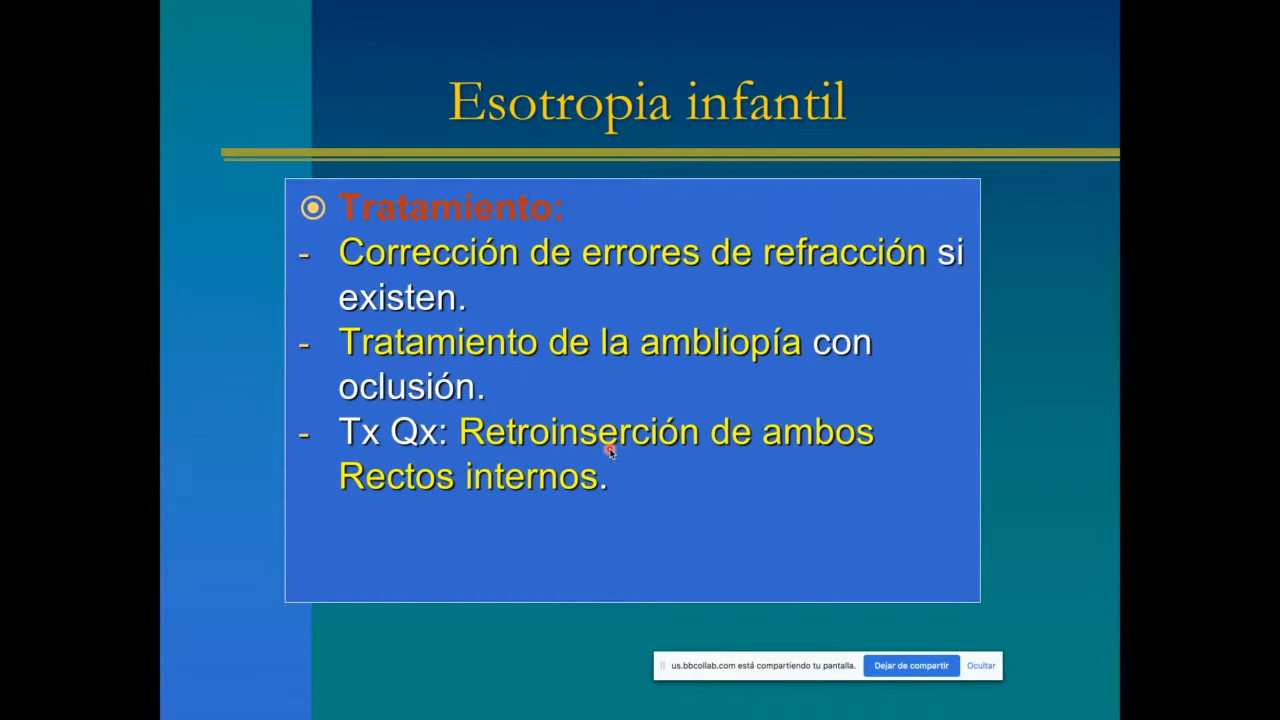 Esotropia infantil
Tratamiento:
- Corrección de errores de refracción si
existen.
- Tratamiento de la ambliopía con
oclusión.
- Tx Qx: Retroinserción de ambos
Rectos internos.
us.bbcollab.com está compartiendo tu pantalla. Dejar de compartir Ocultar